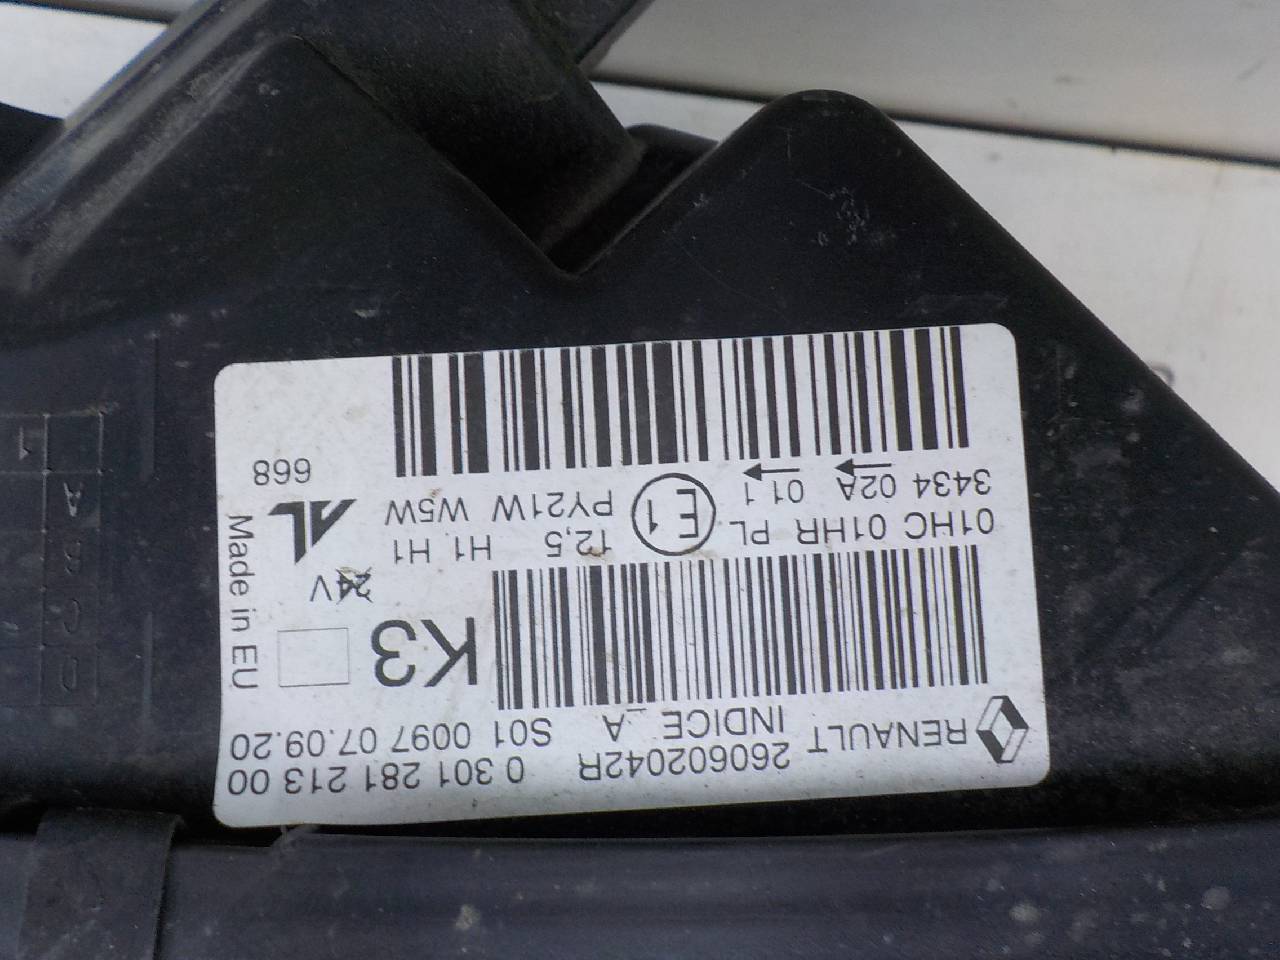 260602042R 0 301 281 213 00
RENAULT INDICE _A S01 0097 07.09.20
K3
24V
Made in EU
01HC 01HR PL E1 12,5 H1 H1
3434 02A 01 1 PY21W W5W
AL
668
D
C
B
A
1